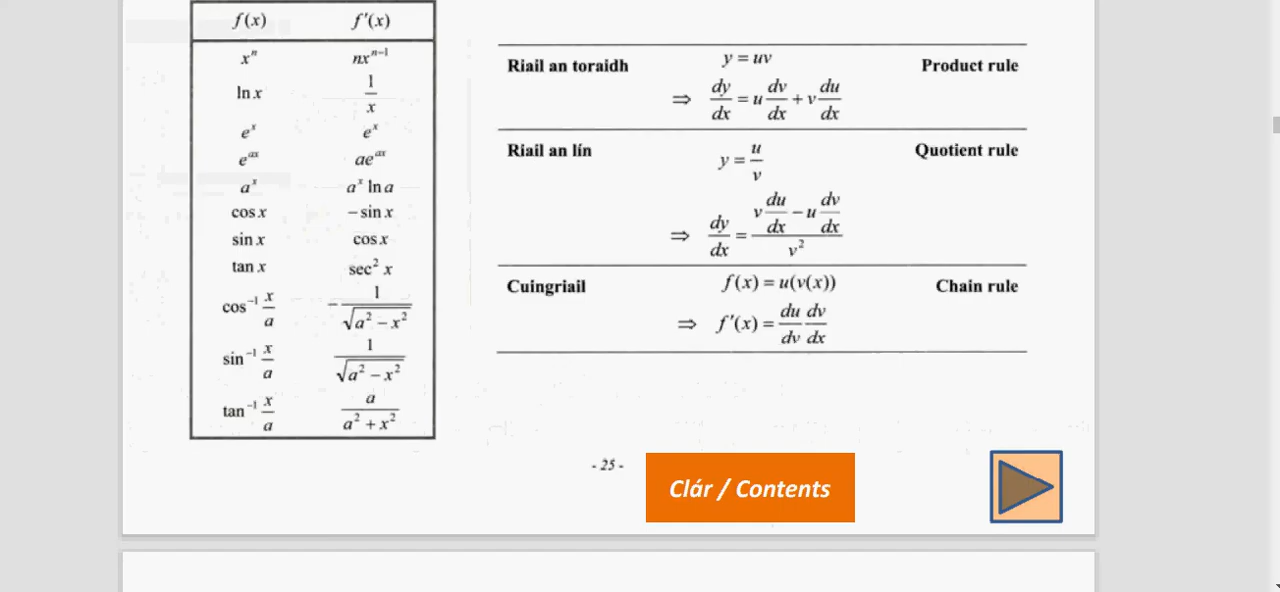 f(x) f'(x)
xⁿ nxⁿ⁻¹
ln x 1/x
eˣ eˣ
eᵃˣ aeᵃˣ
aˣ aˣ ln a
cos x −sin x
sin x cos x
tan x sec² x
cos⁻¹ x/a −1/√(a² − x²)
sin⁻¹ x/a 1/√(a² − x²)
tan⁻¹ x/a a/(a² + x²)
Riail an toraidh y = uv Product rule
⇒ dy/dx = u dv/dx + v du/dx
Riail an lín y = u/v Quotient rule
⇒ dy/dx = (v du/dx − u dv/dx)/v²
Cuingriail f(x) = u(v(x)) Chain rule
⇒ f'(x) = du/dv dv/dx
- 25 -
Clár / Contents